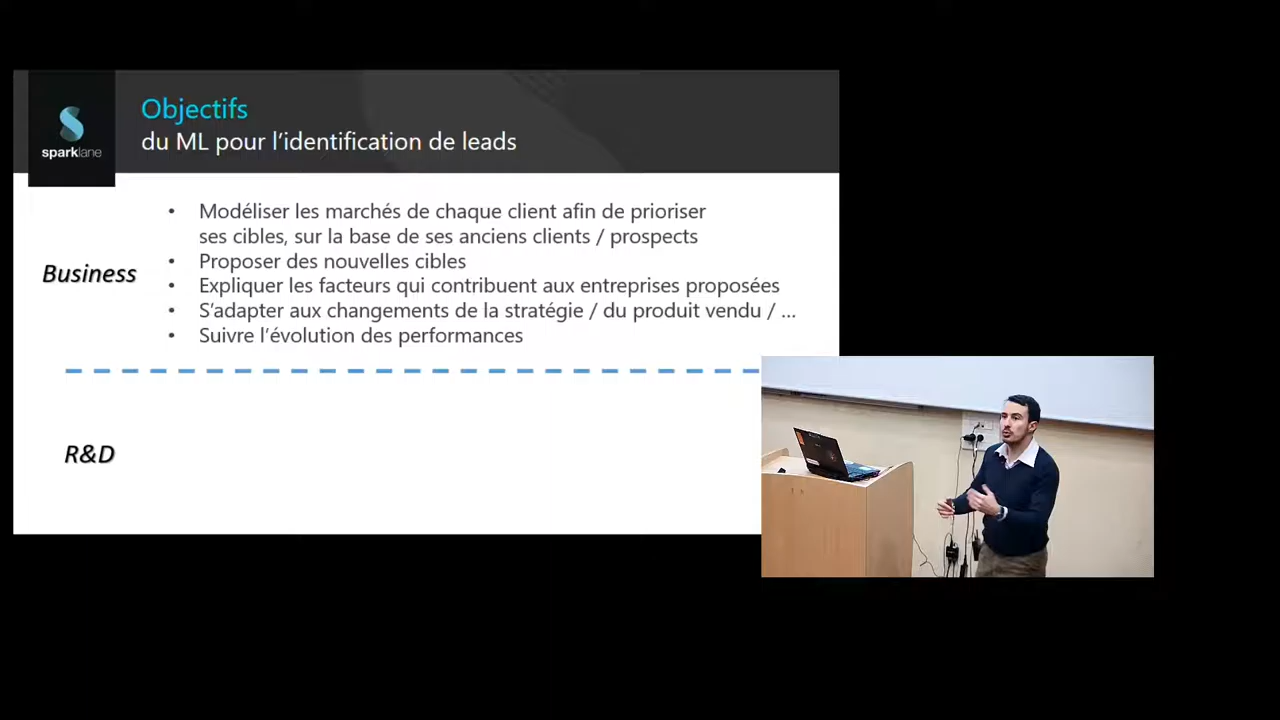 Objectifs
du ML pour l'identification de leads
sparklane
Business
• Modéliser les marchés de chaque client afin de prioriser
ses cibles, sur la base de ses anciens clients / prospects
• Proposer des nouvelles cibles
• Expliquer les facteurs qui contribuent aux entreprises proposées
• S'adapter aux changements de la stratégie / du produit vendu / ...
• Suivre l'évolution des performances
R&D